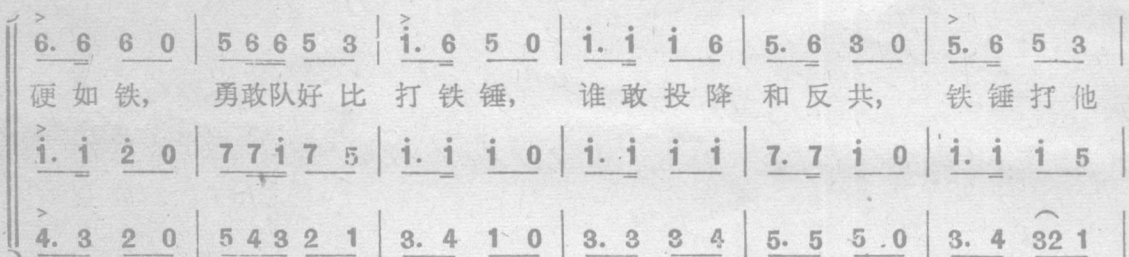 6. 6 6 0 | 5 6 6 5 3 | i. 6 5 0 | i. i i 6 | 5. 6 3 0 | 5. 6 5 3 |
硬如铁, 勇敢队好比 打铁锤, 谁敢投降 和反共, 铁锤打他
i. i 2̇ 0 | 7 7 i 7 5 | i. i i 0 | i. i i i | 7. 7 i 0 | i. i i 5 |
4. 3 2 0 | 5 4 3 2 1 | 3. 4 1 0 | 3. 3 3 4 | 5. 5 5 0 | 3. 4 32 1 |